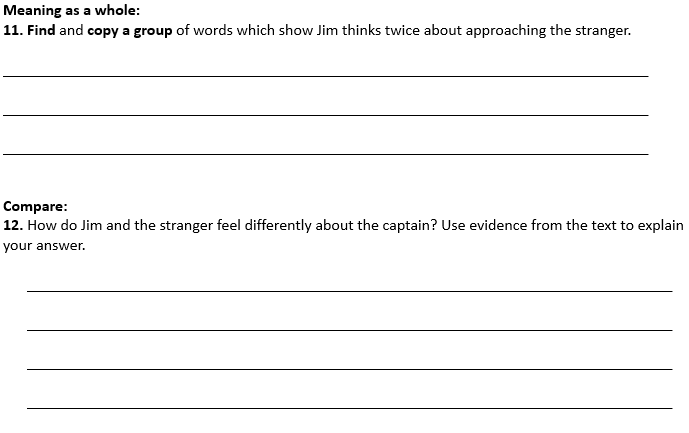 Meaning as a whole:
11. Find and copy a group of words which show Jim thinks twice about approaching the stranger.
Compare:
12. How do Jim and the stranger feel differently about the captain? Use evidence from the text to explain
your answer.